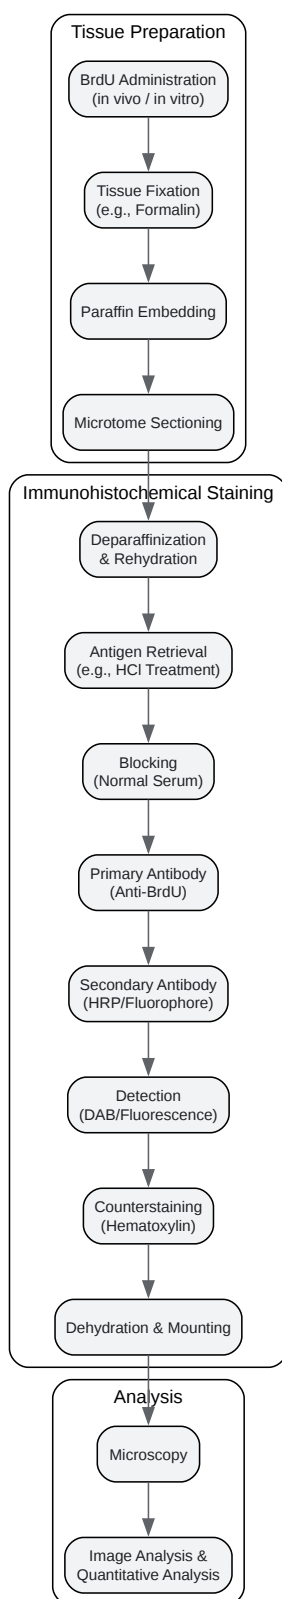 Tissue Preparation
BrdU Administration
(in vivo / in vitro)
Tissue Fixation
(e.g., Formalin)
Paraffin Embedding
Microtome Sectioning
Immunohistochemical Staining
Deparaffinization
& Rehydration
Antigen Retrieval
(e.g., HCl Treatment)
Blocking
(Normal Serum)
Primary Antibody
(Anti-BrdU)
Secondary Antibody
(HRP/Fluorophore)
Detection
(DAB/Fluorescence)
Counterstaining
(Hematoxylin)
Dehydration & Mounting
Analysis
Microscopy
Image Analysis &
Quantitative Analysis